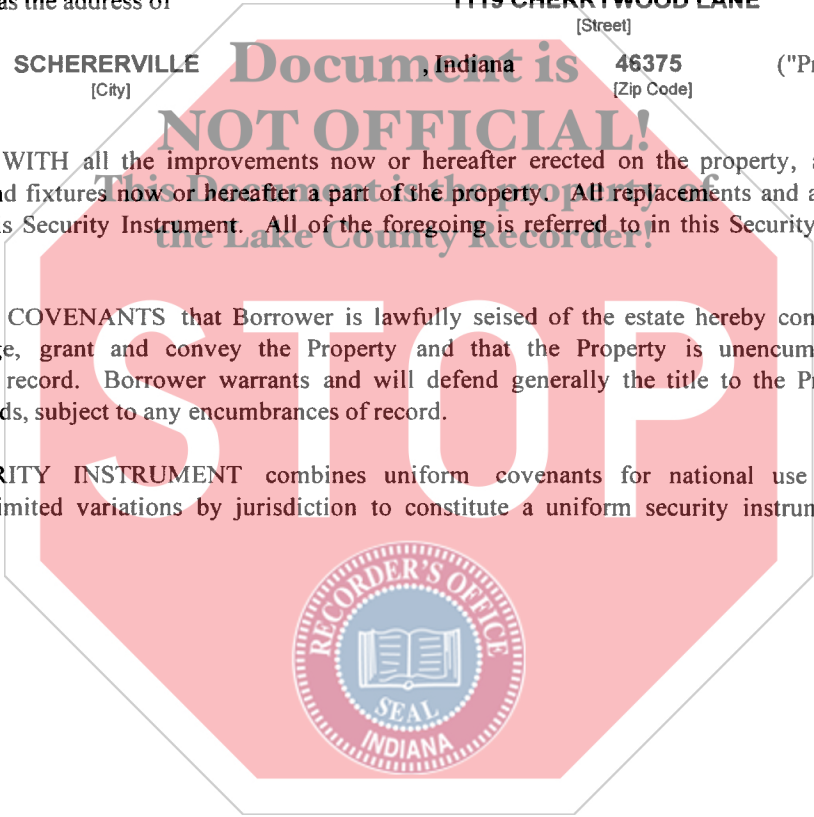 as the address of 1119 CHERRYWOOD LANE
[Street]
SCHERERVILLE , Indiana 46375 ("Pr
[City] [Zip Code]
Document is
NOT OFFICIAL!
This Document is the property of
the Lake County Recorder!
WITH all the improvements now or hereafter erected on the property, a
nd fixtures now or hereafter a part of the property. All replacements and a
is Security Instrument. All of the foregoing is referred to in this Security
COVENANTS that Borrower is lawfully seised of the estate hereby con
ge, grant and convey the Property and that the Property is unencum
record. Borrower warrants and will defend generally the title to the Pr
ds, subject to any encumbrances of record.
STOP
RITY INSTRUMENT combines uniform covenants for national use
imited variations by jurisdiction to constitute a uniform security instrum
RECORDER'S OFFICE
SEAL
INDIANA